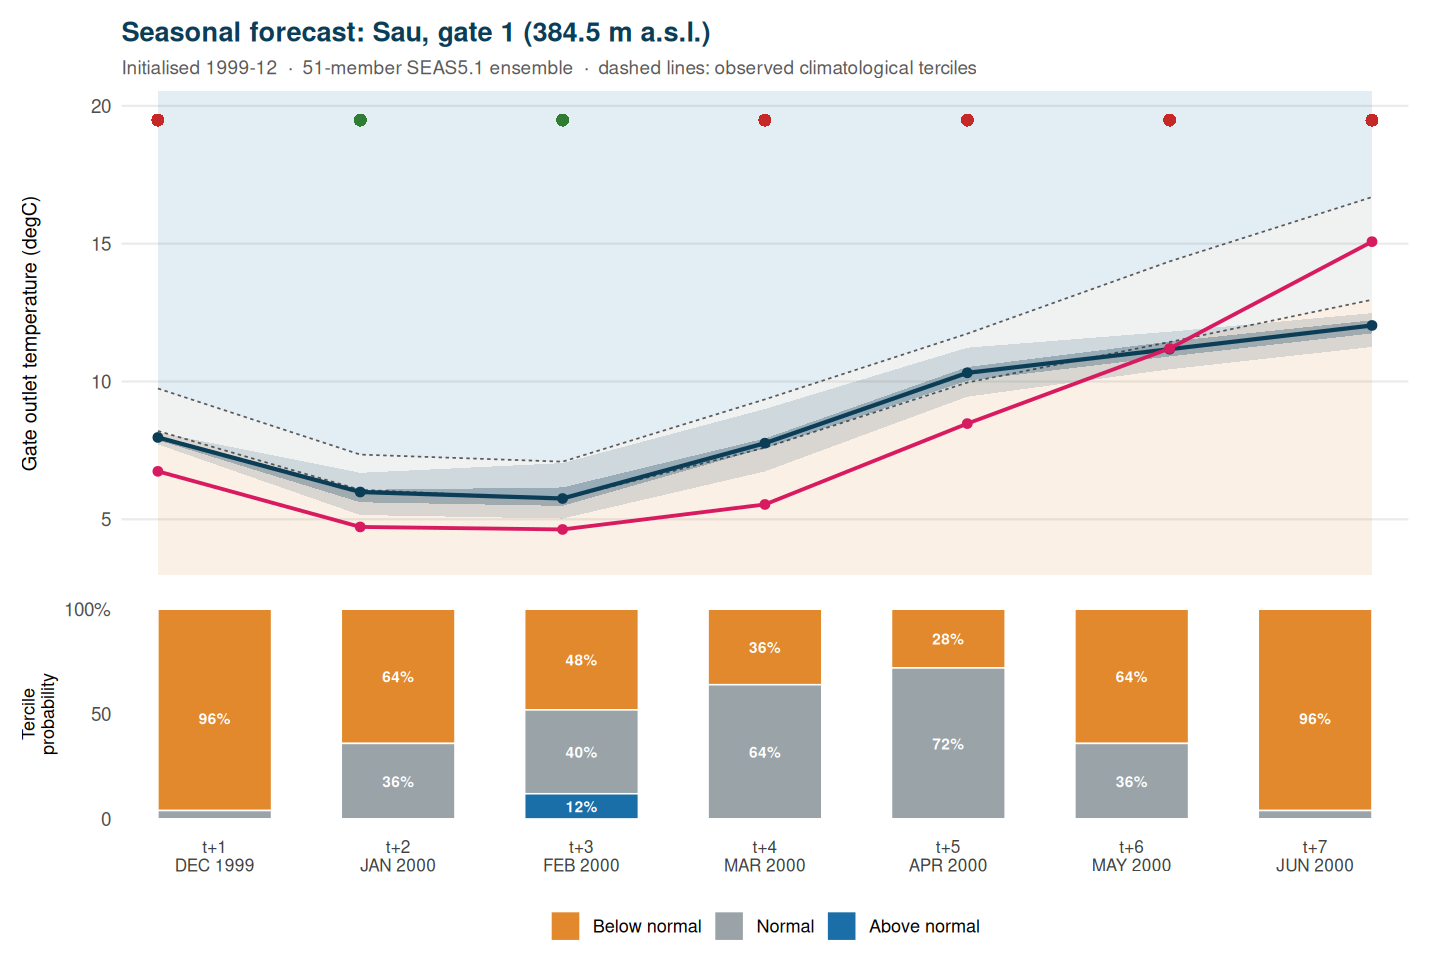 Seasonal forecast: Sau, gate 1 (384.5 m a.s.l.)
Initialised 1999-12 · 51-member SEAS5.1 ensemble · dashed lines: observed climatological terciles
Gate outlet temperature (degC)
20
15
10
5
Tercile
probability
100%
50
0
96%
64%
36%
48%
40%
12%
36%
64%
28%
72%
64%
36%
96%
t+1
DEC 1999
t+2
JAN 2000
t+3
FEB 2000
t+4
MAR 2000
t+5
APR 2000
t+6
MAY 2000
t+7
JUN 2000
Below normal
Normal
Above normal